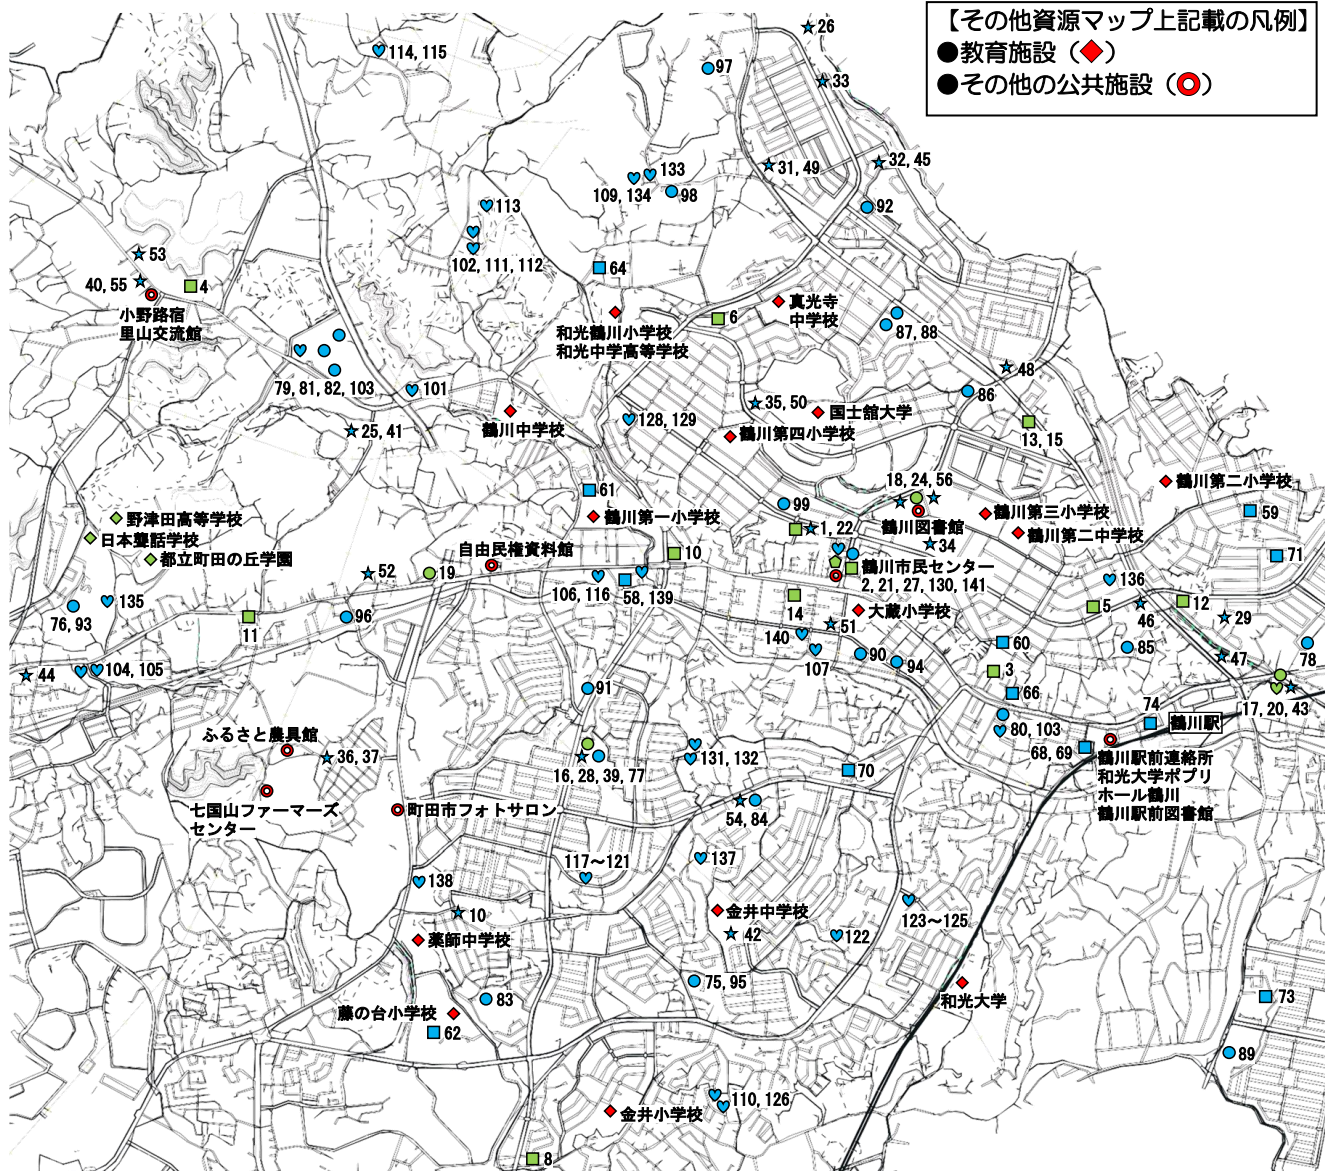 【その他資源マップ上記載の凡例】
●教育施設（◆）
●その他の公共施設（◎）
26
114, 115
97
33
31, 49
32, 45
133
109, 134
98
113
92
102, 111, 112
53
64
40, 55
4
小野路宿
里山交流館
6
真光寺
中学校
和光鶴川小学校
和光中学高等学校
87, 88
79, 81, 82, 103
101
48
86
35, 50
国士舘大学
鶴川中学校
128, 129
13, 15
25, 41
鶴川第四小学校
18, 24, 56
鶴川第二小学校
61
99
59
野津田高等学校
鶴川第一小学校
鶴川第三小学校
1, 22
鶴川図書館
日本聾話学校
鶴川第二中学校
34
自由民権資料館
10
71
都立町田の丘学園
鶴川市民センター
2, 21, 27, 130, 141
52
19
136
106, 116
58, 139
135
76, 93
14
大蔵小学校
5
12
46
29
11
96
51
140
107
60
85
78
90
94
47
44
104, 105
3
91
66
17, 20, 43
74
鶴川駅
ふるさと農具館
80, 103
68, 69
36, 37
16, 28, 39, 77
131, 132
70
鶴川駅前連絡所
和光大学ポプリ
ホール鶴川
鶴川駅前図書館
七国山ファーマーズ
センター
町田市フォトサロン
54, 84
117～121
137
138
10
金井中学校
123～125
42
122
薬師中学校
75, 95
83
和光大学
73
藤の台小学校
62
89
110, 126
金井小学校
8